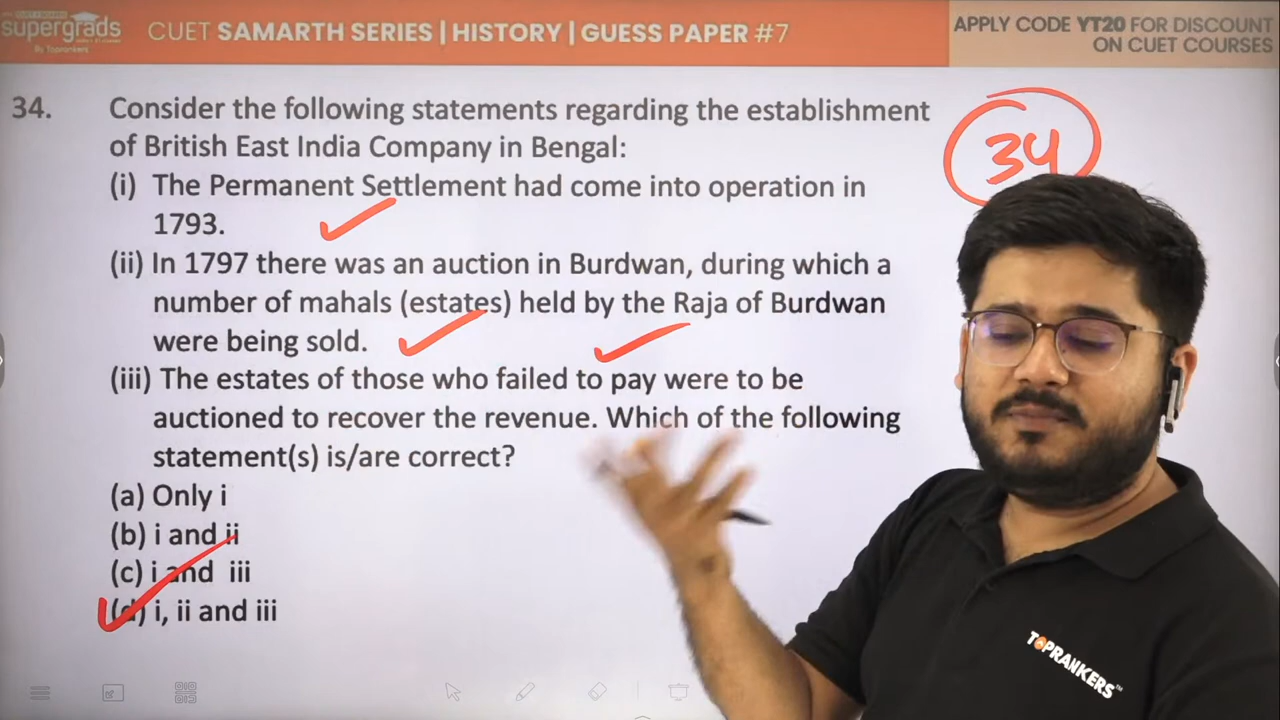 supergrads
By Toprankers
CUET SAMARTH SERIES | HISTORY | GUESS PAPER #7
APPLY CODE YT20 FOR DISCOUNT
ON CUET COURSES
34. Consider the following statements regarding the establishment
of British East India Company in Bengal:
(i) The Permanent Settlement had come into operation in
1793.
(ii) In 1797 there was an auction in Burdwan, during which a
number of mahals (estates) held by the Raja of Burdwan
were being sold.
(iii) The estates of those who failed to pay were to be
auctioned to recover the revenue. Which of the following
statement(s) is/are correct?
(a) Only i
(b) i and ii
(c) i and iii
(d) i, ii and iii
34
TOPRANKERS